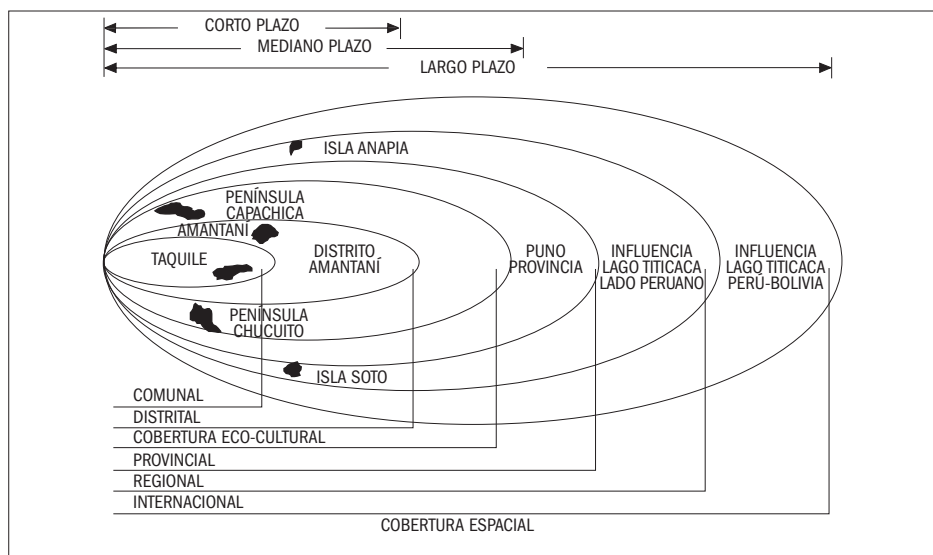 CORTO PLAZO
MEDIANO PLAZO
LARGO PLAZO
ISLA ANAPIA
PENÍNSULA
CAPACHICA
AMANTANÍ
TAQUILE
DISTRITO
AMANTANÍ
PUNO
PROVINCIA
INFLUENCIA
LAGO TITICACA
LADO PERUANO
INFLUENCIA
LAGO TITICACA
PERÚ-BOLIVIA
PENÍNSULA
CHUCUITO
ISLA SOTO
COMUNAL
DISTRITAL
COBERTURA ECO-CULTURAL
PROVINCIAL
REGIONAL
INTERNACIONAL
COBERTURA ESPACIAL